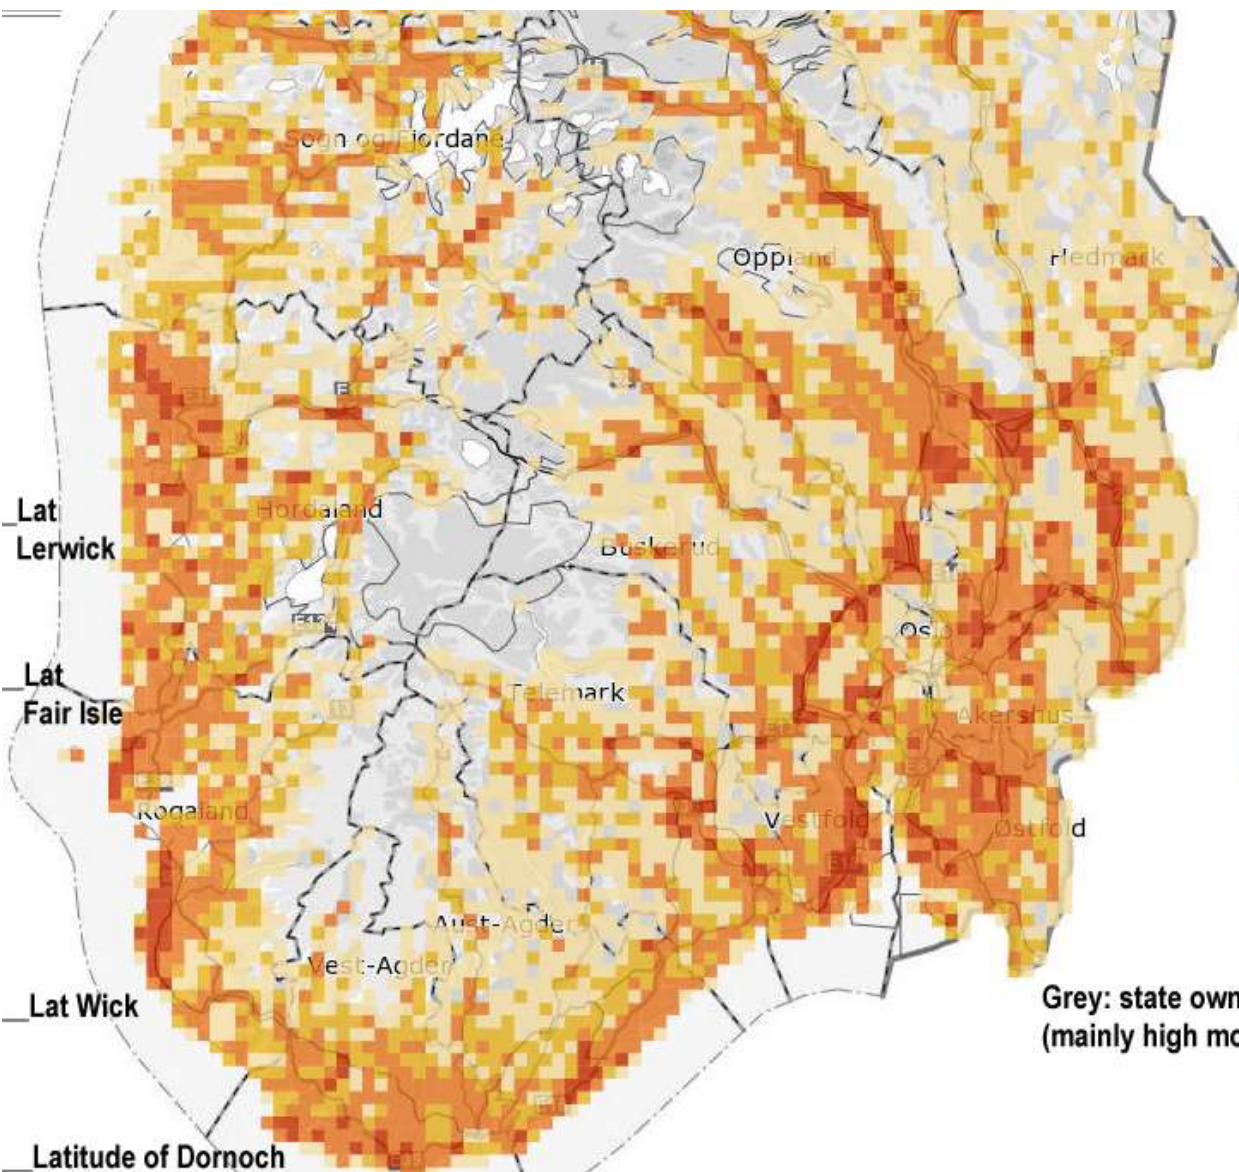 Sogn og Fjordane
Oppland
Hedmark
Hordaland
Lat
Lerwick
Buskerud
Oslo
Lat
Fair Isle
Telemark
Akershus
Rogaland
Vestfold
Østfold
Aust-Agder
Vest-Agder
Lat Wick
Grey: state own
(mainly high mo
Latitude of Dornoch